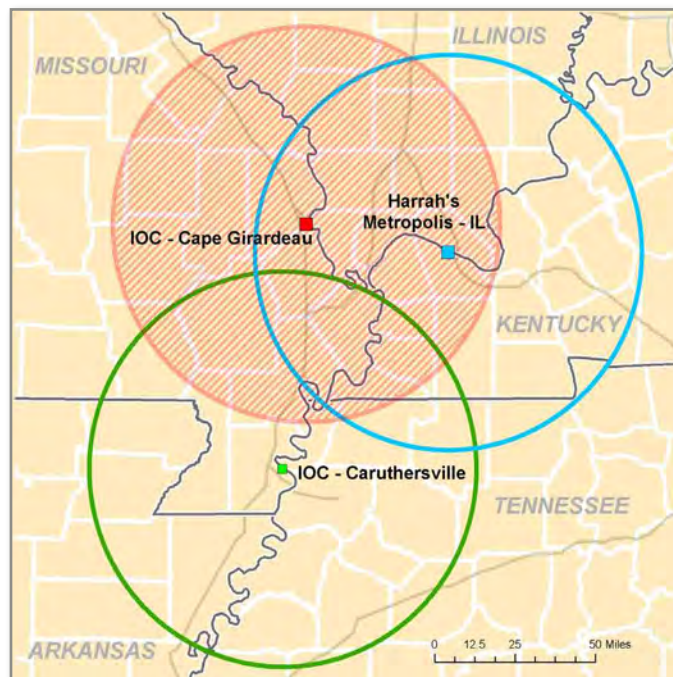 ILLINOIS
MISSOURI
Harrah's
Metropolis - IL
IOC - Cape Girardeau
KENTUCKY
IOC - Caruthersville
TENNESSEE
ARKANSAS
0 12.5 25 50 Miles